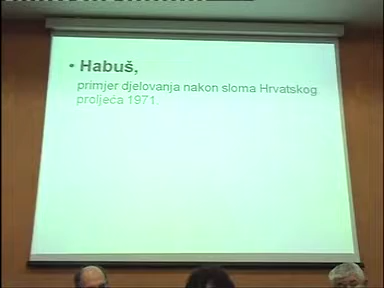 • Habuš,
primjer djelovanja nakon sloma Hrvatskog
proljeća 1971.